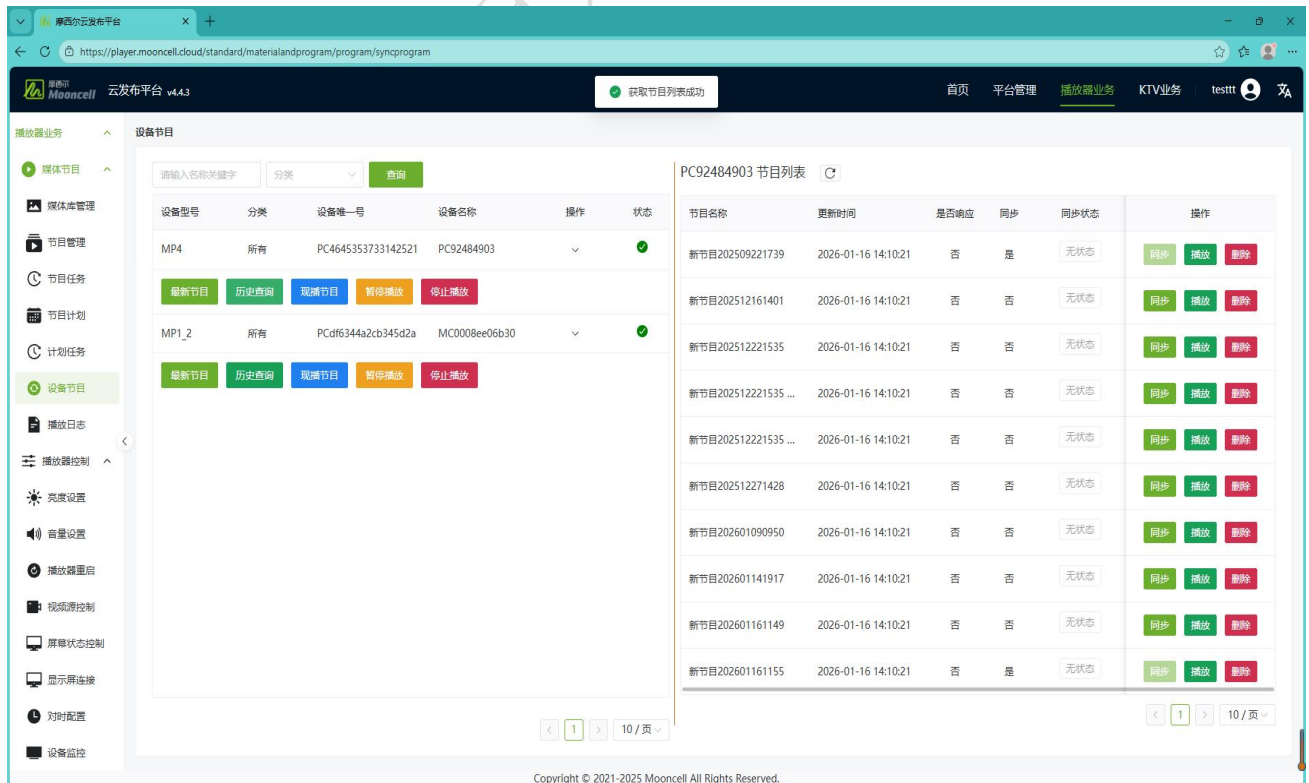 摩西尔云发布平台
https://player.mooncell.cloud/standard/materialandprogram/program/syncprogram
摩西尔 Mooncell 云发布平台 v4.4.3
获取节目列表成功
首页 平台管理 播放器业务 KTV业务 testtt
播放器业务
媒体节目
媒体库管理
节目管理
节目任务
节目计划
计划任务
设备节目
播放日志
播放器控制
亮度设置
音量设置
播放器重启
视频源控制
屏幕状态控制
显示屏连接
对时配置
设备监控
设备节目
请输入名称关键字 分类 查询
设备型号 分类 设备唯一号 设备名称 操作 状态
MP4 所有 PC4645353733142521 PC92484903
最新节目 历史查询 现播节目 暂停播放 停止播放
MP1_2 所有 PCdf6344a2cb345d2a MC0008ee06b30
最新节目 历史查询 现播节目 暂停播放 停止播放
1 10 / 页
PC92484903 节目列表
节目名称 更新时间 是否响应 同步 同步状态 操作
新节目202509221739 2026-01-16 14:10:21 否 是 无状态 同步 播放 删除
新节目202512161401 2026-01-16 14:10:21 否 否 无状态 同步 播放 删除
新节目202512221535 2026-01-16 14:10:21 否 否 无状态 同步 播放 删除
新节目202512221535 ... 2026-01-16 14:10:21 否 否 无状态 同步 播放 删除
新节目202512221535 ... 2026-01-16 14:10:21 否 否 无状态 同步 播放 删除
新节目202512271428 2026-01-16 14:10:21 否 否 无状态 同步 播放 删除
新节目202601090950 2026-01-16 14:10:21 否 否 无状态 同步 播放 删除
新节目202601141917 2026-01-16 14:10:21 否 否 无状态 同步 播放 删除
新节目202601161149 2026-01-16 14:10:21 否 否 无状态 同步 播放 删除
新节目202601161155 2026-01-16 14:10:21 否 是 无状态 同步 播放 删除
1 10 / 页
Copyright © 2021-2025 Mooncell All Rights Reserved.